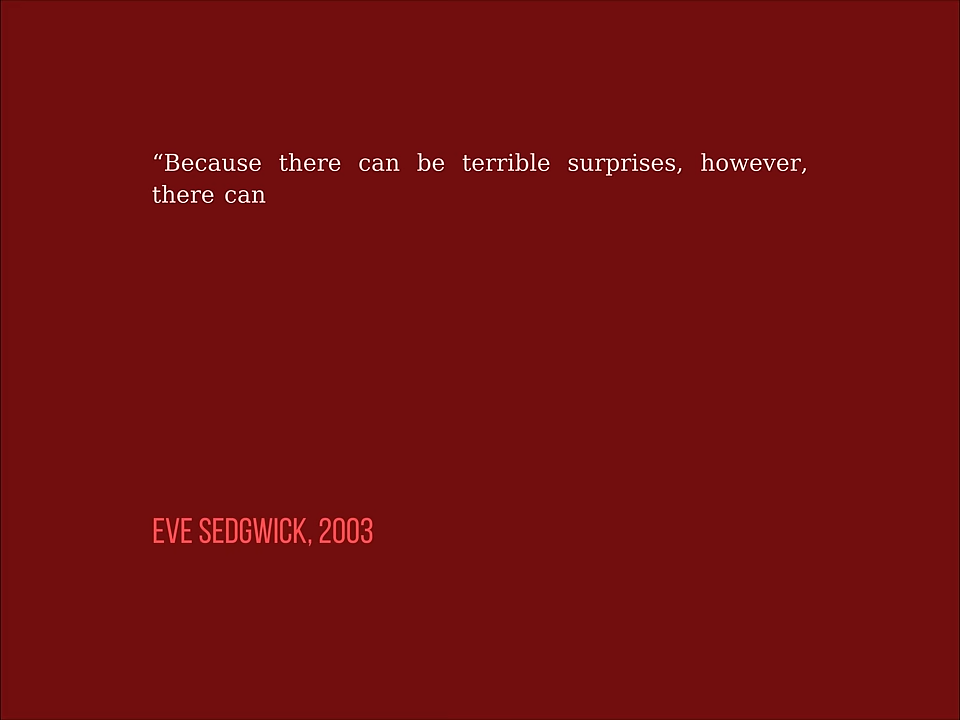 “Because there can be terrible surprises, however,
there can
EVE SEDGWICK, 2003